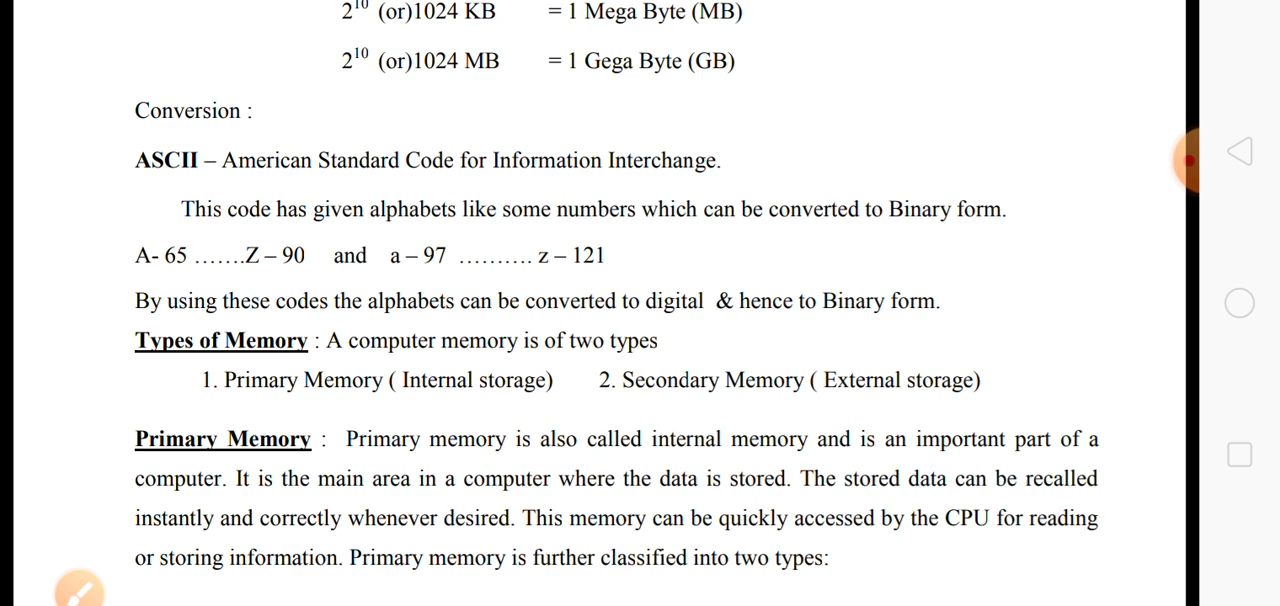 2¹⁰ (or)1024 KB = 1 Mega Byte (MB)
2¹⁰ (or)1024 MB = 1 Gega Byte (GB)
Conversion :
ASCII – American Standard Code for Information Interchange.
This code has given alphabets like some numbers which can be converted to Binary form.
A- 65 .......Z – 90 and a – 97 .......... z – 121
By using these codes the alphabets can be converted to digital & hence to Binary form.
Types of Memory : A computer memory is of two types
1. Primary Memory ( Internal storage) 2. Secondary Memory ( External storage)
Primary Memory : Primary memory is also called internal memory and is an important part of a
computer. It is the main area in a computer where the data is stored. The stored data can be recalled
instantly and correctly whenever desired. This memory can be quickly accessed by the CPU for reading
or storing information. Primary memory is further classified into two types: